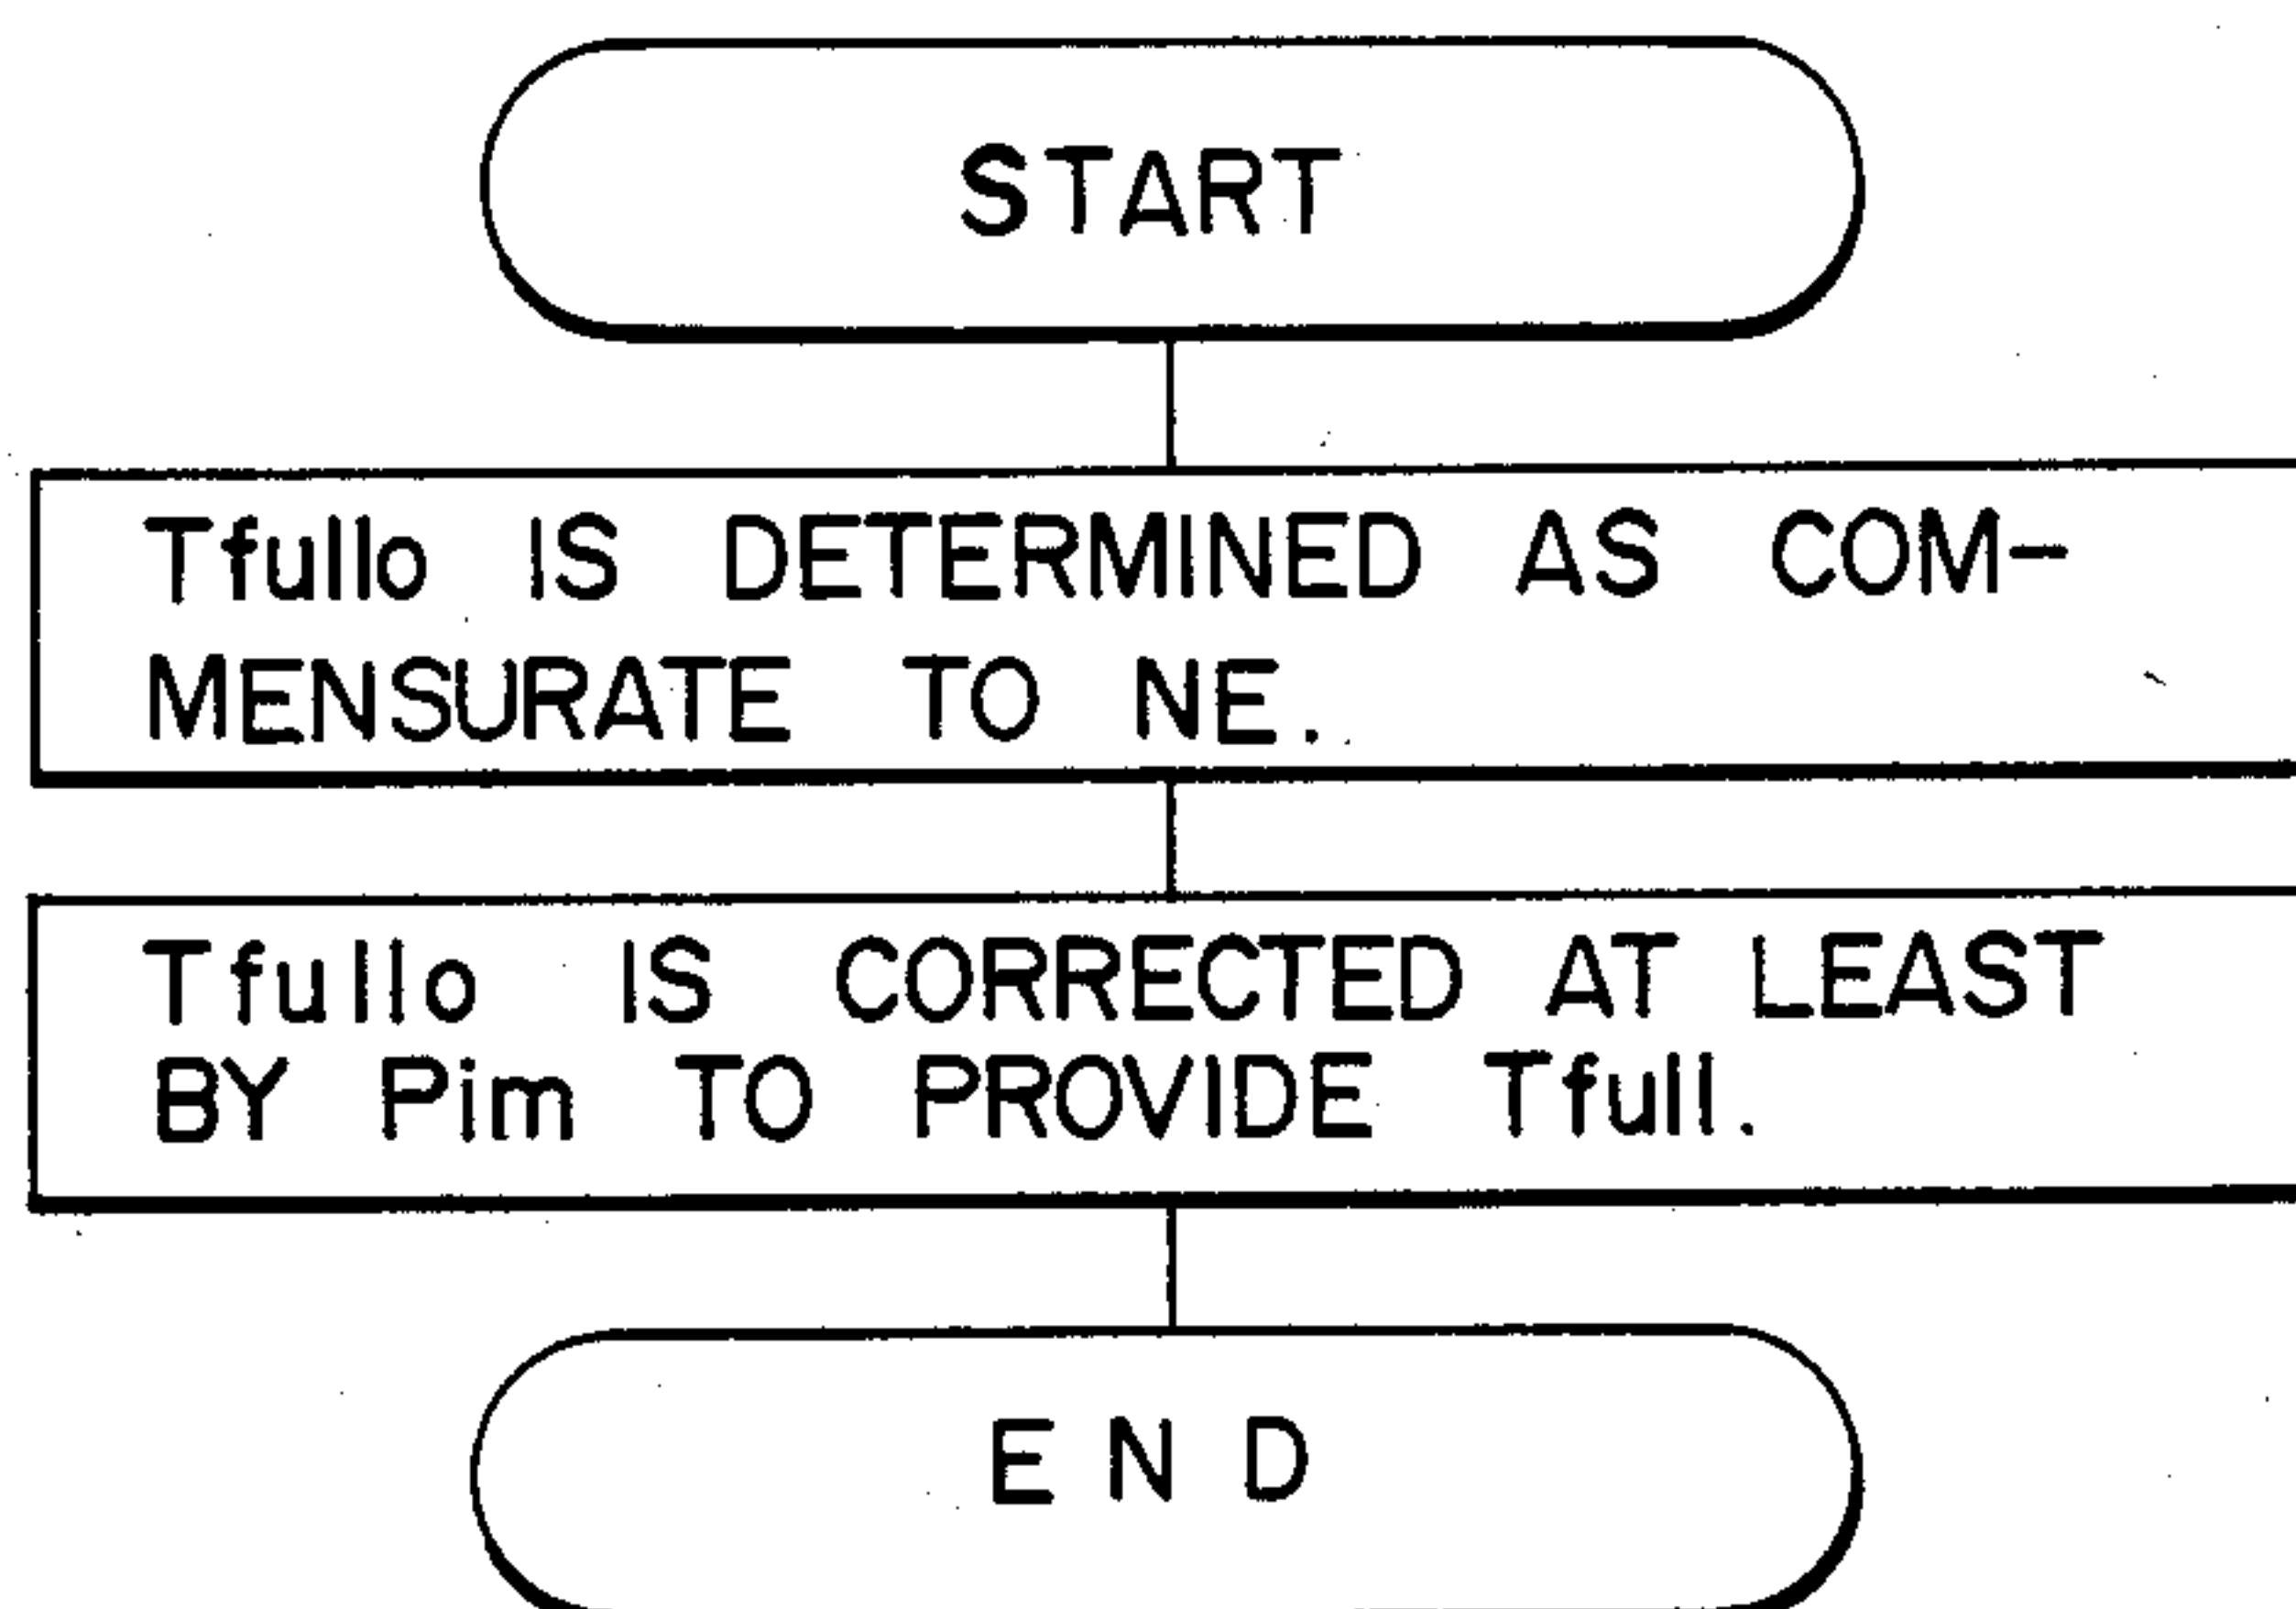 START
Tfullo IS DETERMINED AS COM-
MENSURATE TO NE.
Tfullo IS CORRECTED AT LEAST
BY Pim TO PROVIDE Tfull.
END